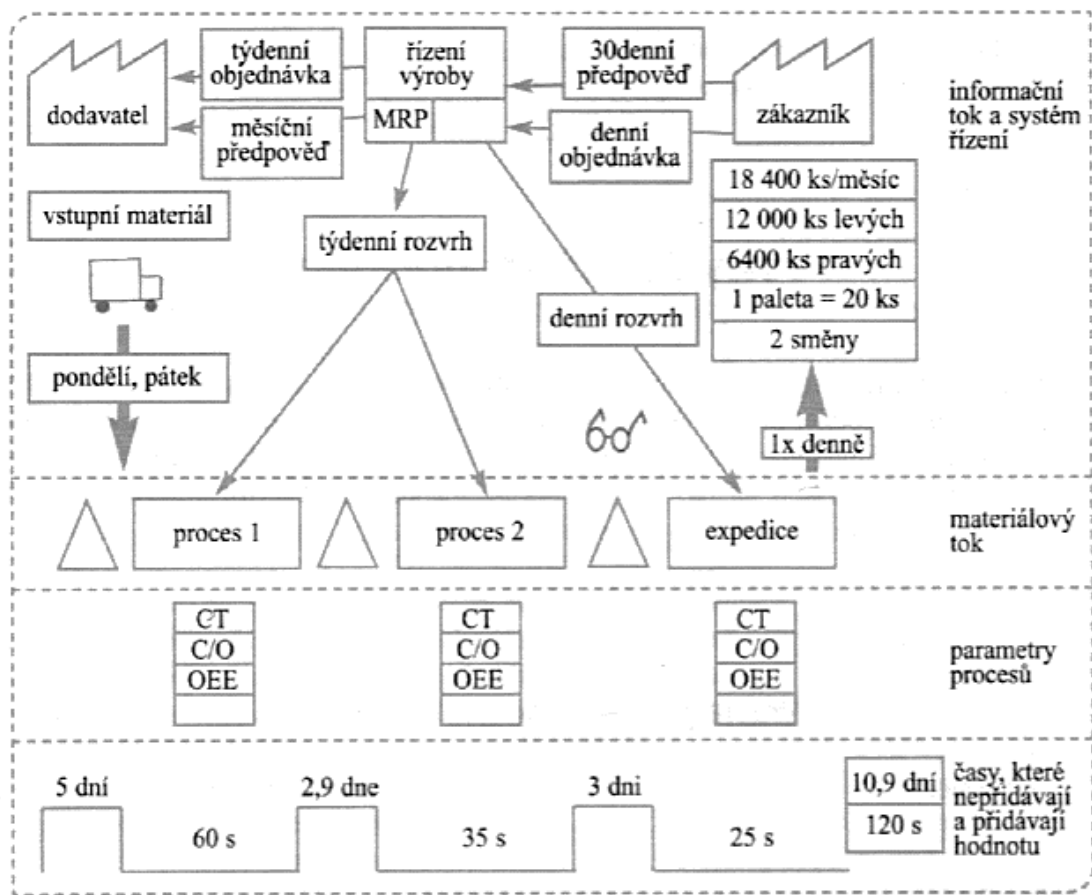 týdenní
objednávka
řízení
výroby
30denní
předpověď
dodavatel
měsíční
předpověď
MRP
denní
objednávka
zákazník
informační
tok a systém
řízení
vstupní materiál
týdenní rozvrh
18 400 ks/měsíc
12 000 ks levých
6400 ks pravých
1 paleta = 20 ks
2 směny
denní rozvrh
pondělí, pátek
1x denně
proces 1
proces 2
expedice
materiálový
tok
CT
C/O
OEE
CT
C/O
OEE
CT
C/O
OEE
parametry
procesů
5 dní
2,9 dne
3 dni
60 s
35 s
25 s
10,9 dní
120 s
časy, které
nepřidávají
a přidávají
hodnotu